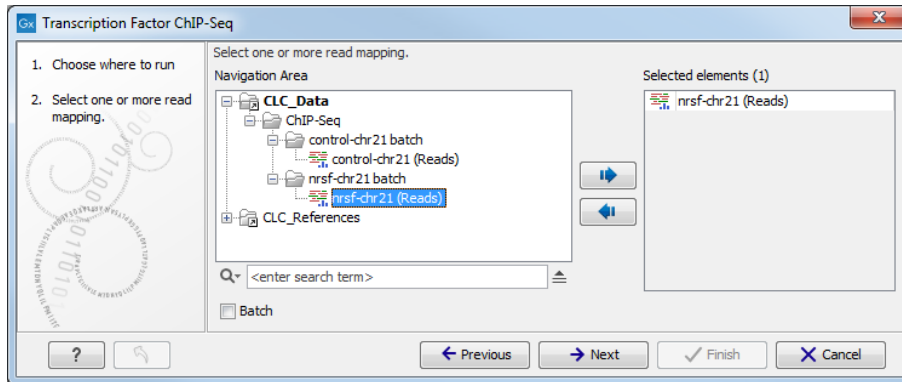 Gx Transcription Factor ChIP-Seq
1. Choose where to run
2. Select one or more read
mapping.
Select one or more read mapping.
Navigation Area
CLC_Data
ChIP-Seq
control-chr21 batch
control-chr21 (Reads)
nrsf-chr21 batch
nrsf-chr21 (Reads)
CLC_References
<enter search term>
Batch
Selected elements (1)
nrsf-chr21 (Reads)
?
Previous
Next
Finish
Cancel